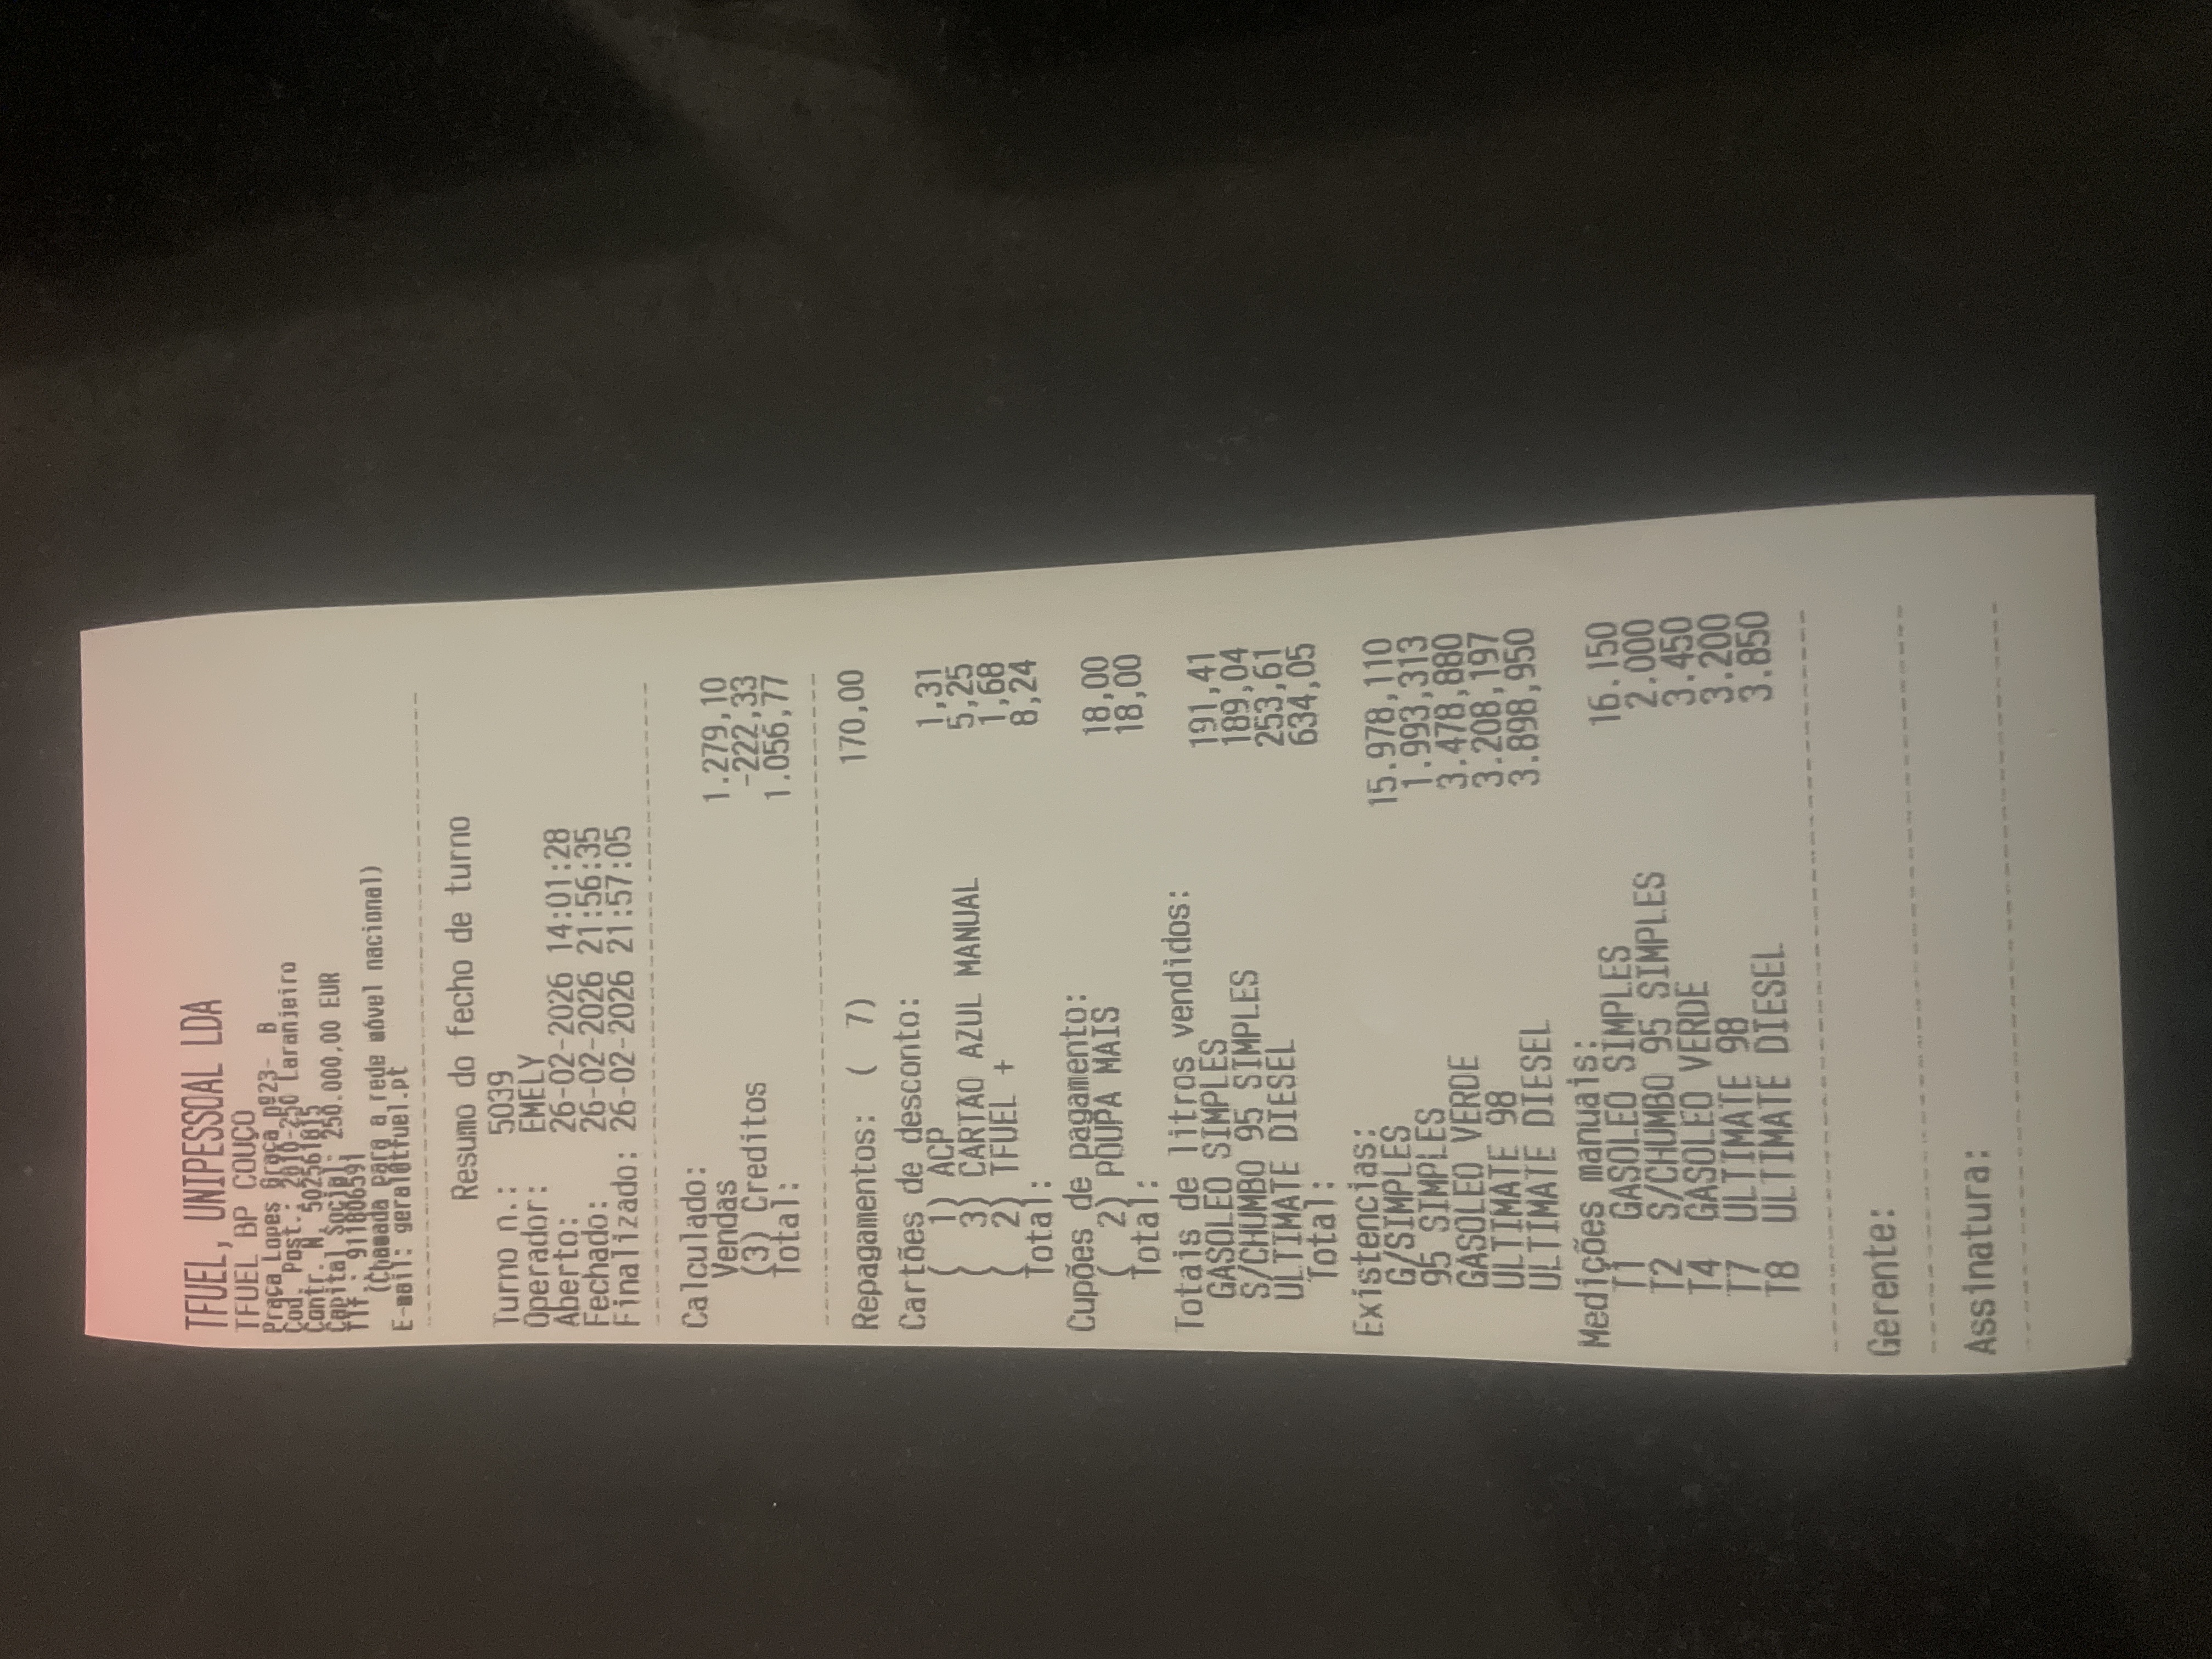 TFUEL, UNIPESSOAL LDA
TFUEL BP COUÇO
Praça Lopes Graça nº23- B
Cod. Post.: 2810-250 Laranjeiro
Contr. N. 502561815
Capital Social: 250.000,00 EUR
Tlf.: 911806591
(Chamada para a rede móvel nacional)
E-mail: geral@tfuel.pt
Resumo do fecho de turno
Turno n.: 5039
Operador: EMELY
Aberto: 26-02-2026 14:01:28
Fechado: 26-02-2026 21:56:35
Finalizado: 26-02-2026 21:57:05
Calculado:
Vendas 1.279,10
(3) Creditos -222,33
Total: 1.056,77
Repagamentos: ( 7) 170,00
Cartões de desconto:
( 1) ACP 1,31
( 3) CARTAO AZUL MANUAL 5,25
( 2) TFUEL + 1,68
Total: 8,24
Cupões de pagamento:
( 2) POUPA MAIS 18,00
Total: 18,00
Totais de litros vendidos:
GASOLEO SIMPLES 191,41
S/CHUMBO 95 SIMPLES 189,04
ULTIMATE DIESEL 253,61
Total: 634,05
Existencias:
G/SIMPLES 15.978,110
95 SIMPLES 1.993,313
GASOLEO VERDE 3.478,880
ULTIMATE 98 3.208,197
ULTIMATE DIESEL 3.898,950
Medições manuais:
T1 GASOLEO SIMPLES 16.150
T2 S/CHUMBO 95 SIMPLES 2.000
T4 GASOLEO VERDE 3.450
T7 ULTIMATE 98 3.200
T8 ULTIMATE DIESEL 3.850
Gerente:
Assinatura: